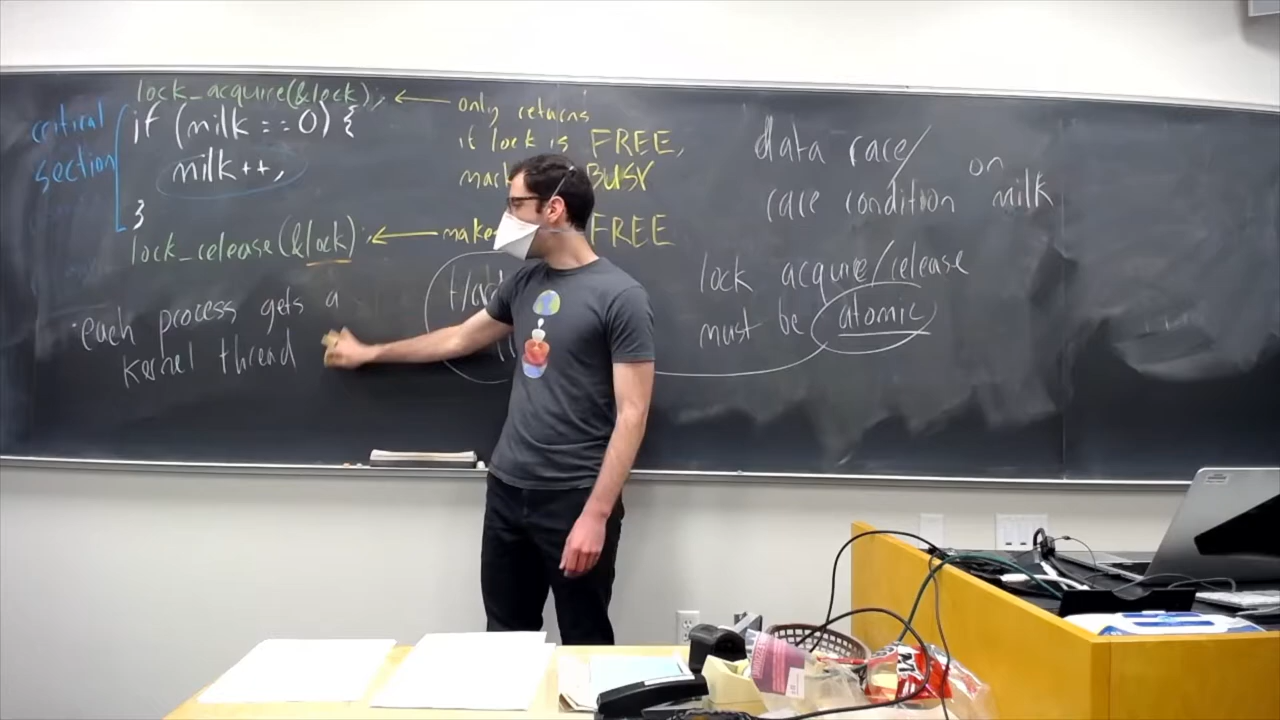 lock_acquire(&lock);
critical
section
if (milk == 0) {
milk++;
}
lock_release(&lock);
only returns
if lock is FREE,
BUSY
makes
FREE
data race/
race condition on milk
lock acquire/release
must be atomic
each process gets a
kernel thread